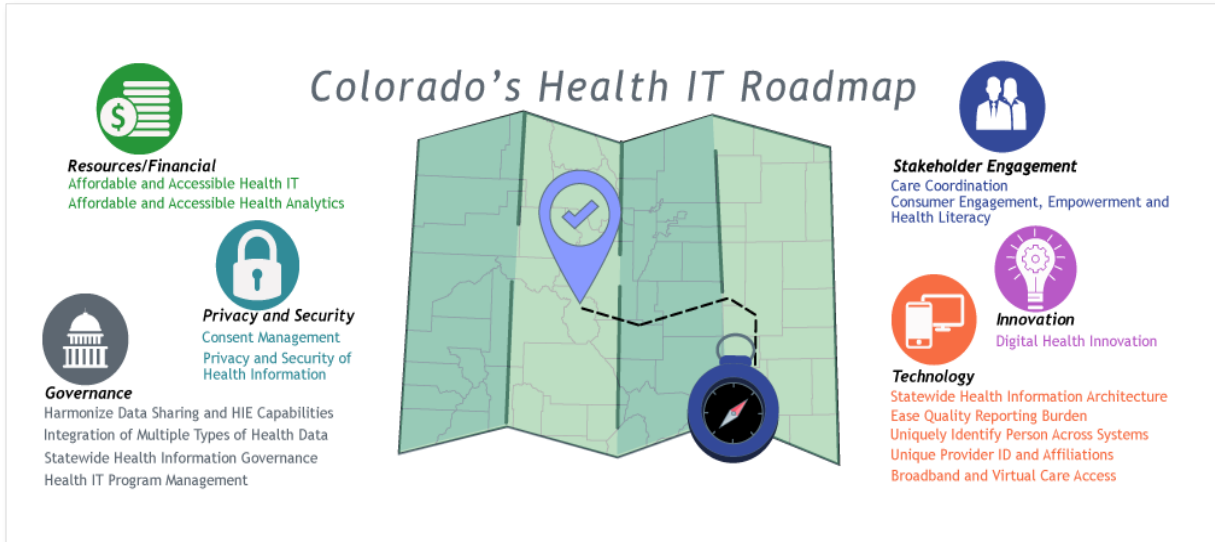 Colorado's Health IT Roadmap
$
Resources/Financial
Affordable and Accessible Health IT
Affordable and Accessible Health Analytics
Privacy and Security
Consent Management
Privacy and Security of
Health Information
Governance
Harmonize Data Sharing and HIE Capabilities
Integration of Multiple Types of Health Data
Statewide Health Information Governance
Health IT Program Management
Stakeholder Engagement
Care Coordination
Consumer Engagement, Empowerment and
Health Literacy
Innovation
Digital Health Innovation
Technology
Statewide Health Information Architecture
Ease Quality Reporting Burden
Uniquely Identify Person Across Systems
Unique Provider ID and Affiliations
Broadband and Virtual Care Access